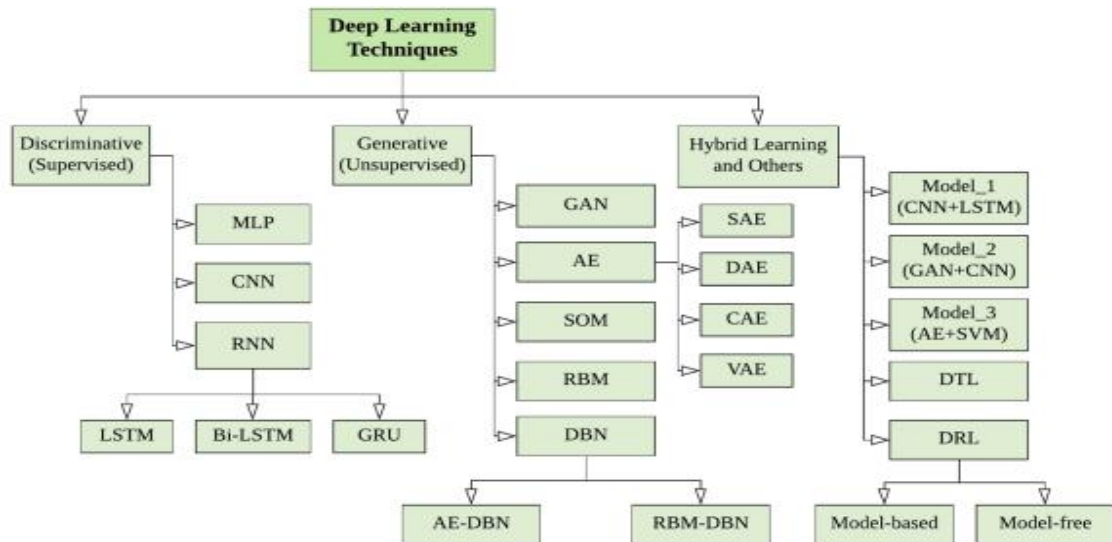 Deep Learning
Techniques
Discriminative
(Supervised)
Generative
(Unsupervised)
Hybrid Learning
and Others
MLP
CNN
RNN
LSTM
Bi-LSTM
GRU
GAN
AE
SOM
RBM
DBN
SAE
DAE
CAE
VAE
AE-DBN
RBM-DBN
Model_1
(CNN+LSTM)
Model_2
(GAN+CNN)
Model_3
(AE+SVM)
DTL
DRL
Model-based
Model-free